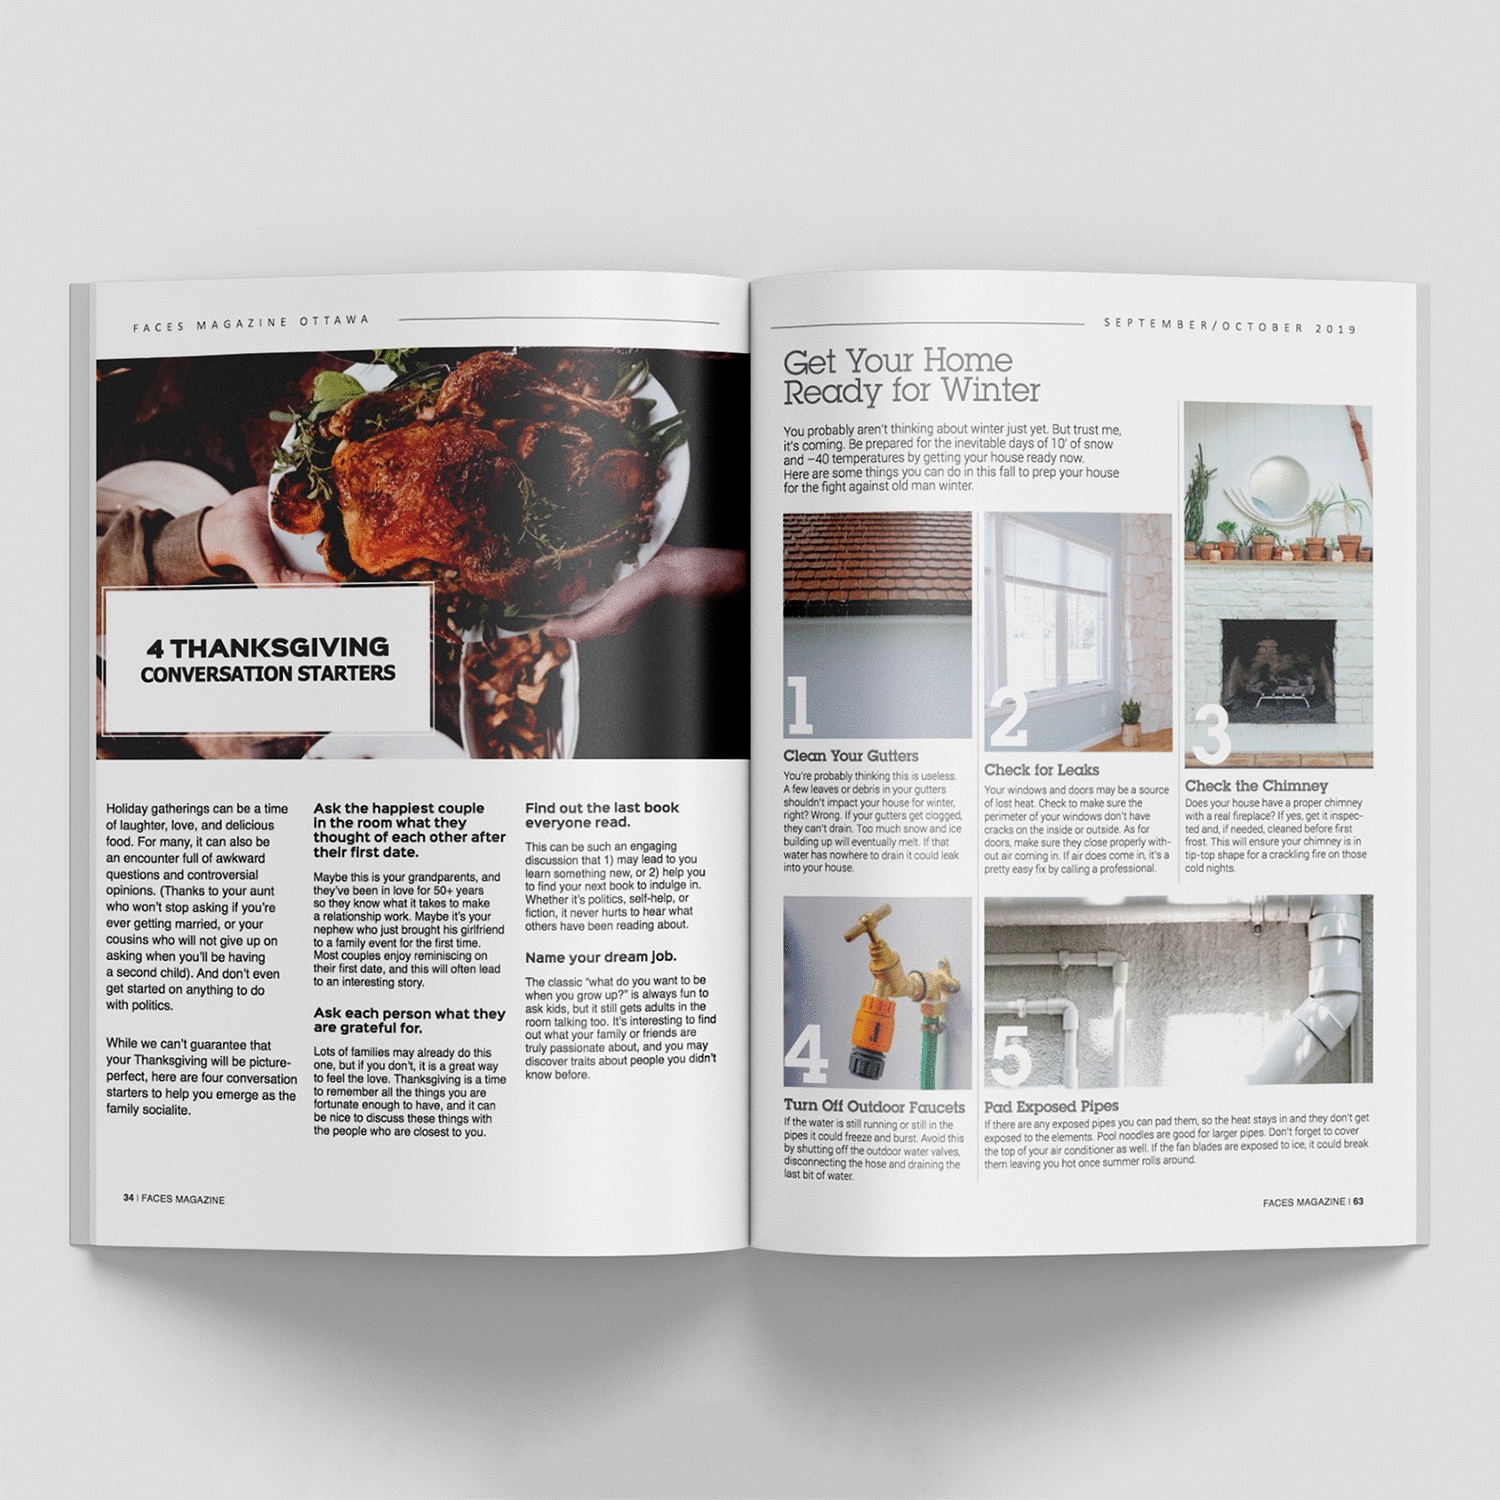 FACES MAGAZINE OTTAWA
4 THANKSGIVING
CONVERSATION STARTERS
Holiday gatherings can be a time
of laughter, love, and delicious
food. For many, it can also be
an encounter full of awkward
questions and controversial
opinions. (Thanks to your aunt
who won't stop asking if you're
ever getting married, or your
cousins who will not give up on
asking when you'll be having
a second child). And don't even
get started on anything to do
with politics.
While we can't guarantee that
your Thanksgiving will be picture-
perfect, here are four conversation
starters to help you emerge as the
family socialite.
Ask the happiest couple
in the room what they
thought of each other after
their first date.
Maybe this is your grandparents, and
they've been in love for 50+ years
so they know what it takes to make
a relationship work. Maybe it's your
nephew who just brought his girlfriend
to a family event for the first time.
Most couples enjoy reminiscing on
their first date, and this will often lead
to an interesting story.
Ask each person what they
are grateful for.
Lots of families may already do this
one, but if you don't, it is a great way
to feel the love. Thanksgiving is a time
to remember all the things you are
fortunate enough to have, and it can
be nice to discuss these things with
the people who are closest to you.
Find out the last book
everyone read.
This can be such an engaging
discussion that 1) may lead to you
learn something new, or 2) help you
to find your next book to indulge in.
Whether it's politics, self-help, or
fiction, it never hurts to hear what
others have been reading about.
Name your dream job.
The classic "what do you want to be
when you grow up?" is always fun to
ask kids, but it still gets adults in the
room talking too. It's interesting to find
out what your family or friends are
truly passionate about, and you may
discover traits about people you didn't
know before.
34 | FACES MAGAZINE
SEPTEMBER/OCTOBER 2019
Get Your Home
Ready for Winter
You probably aren't thinking about winter just yet. But trust me,
it's coming. Be prepared for the inevitable days of 10' of snow
and −40 temperatures by getting your house ready now.
Here are some things you can do in this fall to prep your house
for the fight against old man winter.
1
Clean Your Gutters
You're probably thinking this is useless.
A few leaves or debris in your gutters
shouldn't impact your house for winter,
right? Wrong. If your gutters get clogged,
they can't drain. Too much snow and ice
building up will eventually melt. If that
water has nowhere to drain it could leak
into your house.
2
Check for Leaks
Your windows and doors may be a source
of lost heat. Check to make sure the
perimeter of your windows don't have
cracks on the inside or outside. As for
doors, make sure they close properly with-
out air coming in. If air does come in, it's a
pretty easy fix by calling a professional.
3
Check the Chimney
Does your house have a proper chimney
with a real fireplace? If yes, get it inspec-
ted and, if needed, cleaned before first
frost. This will ensure your chimney is in
tip-top shape for a crackling fire on those
cold nights.
4
Turn Off Outdoor Faucets
If the water is still running or still in the
pipes it could freeze and burst. Avoid this
by shutting off the outdoor water valves,
disconnecting the hose and draining the
last bit of water.
5
Pad Exposed Pipes
If there are any exposed pipes you can pad them, so the heat stays in and they don't get
exposed to the elements. Pool noodles are good for larger pipes. Don't forget to cover
the top of your air conditioner as well. If the fan blades are exposed to ice, it could break
them leaving you hot once summer rolls around.
FACES MAGAZINE | 63